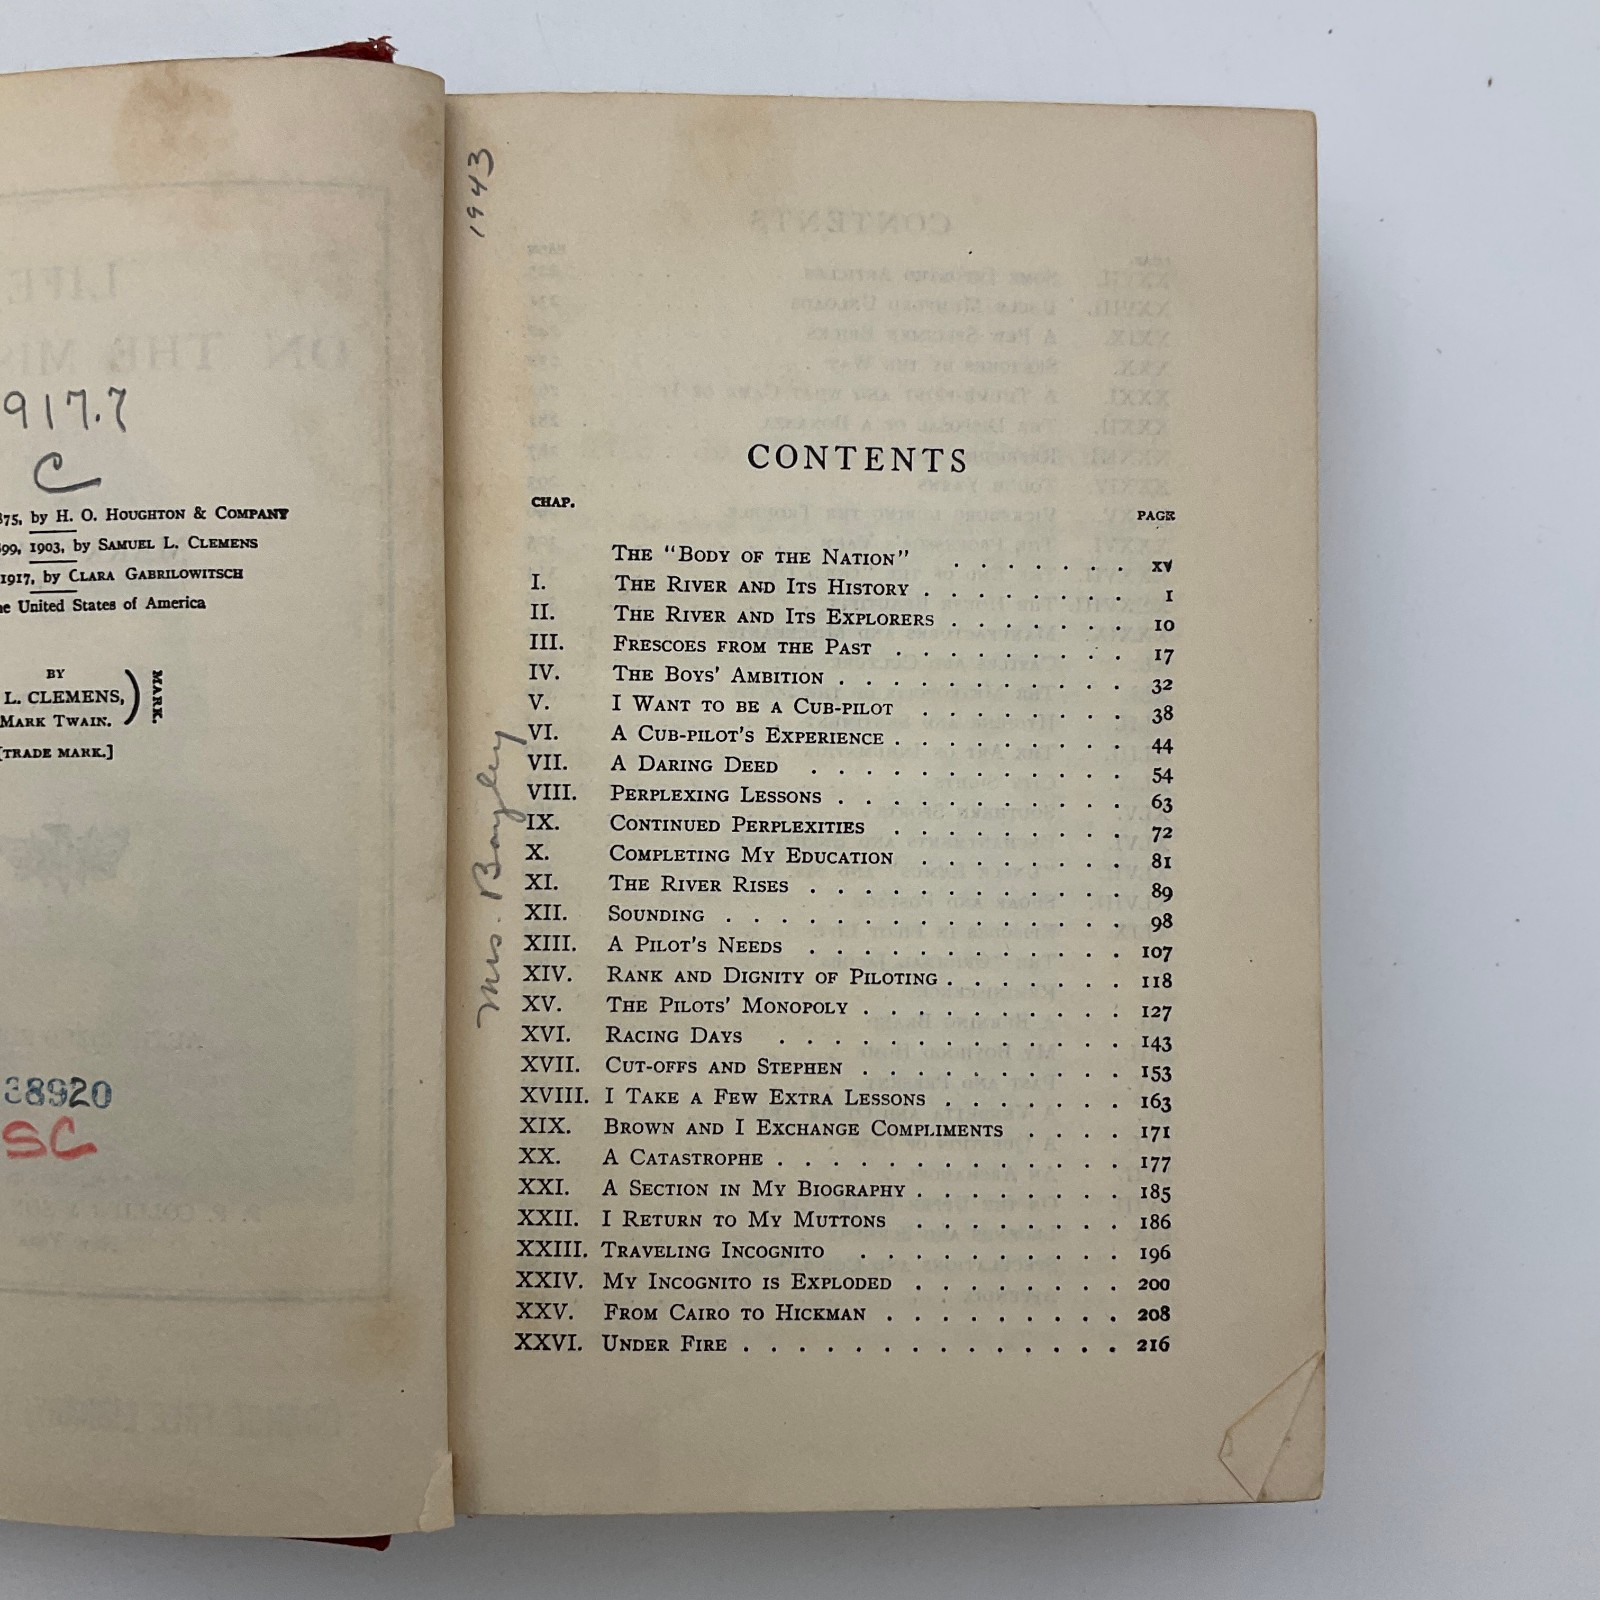 917.7
C
875, by H. O. HOUGHTON & COMPANY
99, 1903, by SAMUEL L. CLEMENS
1917, by CLARA GABRILOWITSCH
he United States of America
BY
L. CLEMENS,
MARK TWAIN.
MARK.
[TRADE MARK.]
38920
SC
1943
Mrs. Bayley
CONTENTS
CHAP. PAGE
THE "BODY OF THE NATION" . . . . . . . XV
I. THE RIVER AND ITS HISTORY . . . . . . . . 1
II. THE RIVER AND ITS EXPLORERS . . . . . . . 10
III. FRESCOES FROM THE PAST . . . . . . . . . 17
IV. THE BOYS' AMBITION . . . . . . . . . . . 32
V. I WANT TO BE A CUB-PILOT . . . . . . . . 38
VI. A CUB-PILOT'S EXPERIENCE . . . . . . . . . 44
VII. A DARING DEED . . . . . . . . . . . . 54
VIII. PERPLEXING LESSONS . . . . . . . . . . . 63
IX. CONTINUED PERPLEXITIES . . . . . . . . . 72
X. COMPLETING MY EDUCATION . . . . . . . . 81
XI. THE RIVER RISES . . . . . . . . . . . . 89
XII. SOUNDING . . . . . . . . . . . . . . . 98
XIII. A PILOT'S NEEDS . . . . . . . . . . . . 107
XIV. RANK AND DIGNITY OF PILOTING . . . . . . . 118
XV. THE PILOTS' MONOPOLY . . . . . . . . . . 127
XVI. RACING DAYS . . . . . . . . . . . . . 143
XVII. CUT-OFFS AND STEPHEN . . . . . . . . . . 153
XVIII. I TAKE A FEW EXTRA LESSONS . . . . . . . 163
XIX. BROWN AND I EXCHANGE COMPLIMENTS . . . . 171
XX. A CATASTROPHE . . . . . . . . . . . . . 177
XXI. A SECTION IN MY BIOGRAPHY . . . . . . . . 185
XXII. I RETURN TO MY MUTTONS . . . . . . . . 186
XXIII. TRAVELING INCOGNITO . . . . . . . . . . 196
XXIV. MY INCOGNITO IS EXPLODED . . . . . . . . 200
XXV. FROM CAIRO TO HICKMAN . . . . . . . . . 208
XXVI. UNDER FIRE . . . . . . . . . . . . . . 216